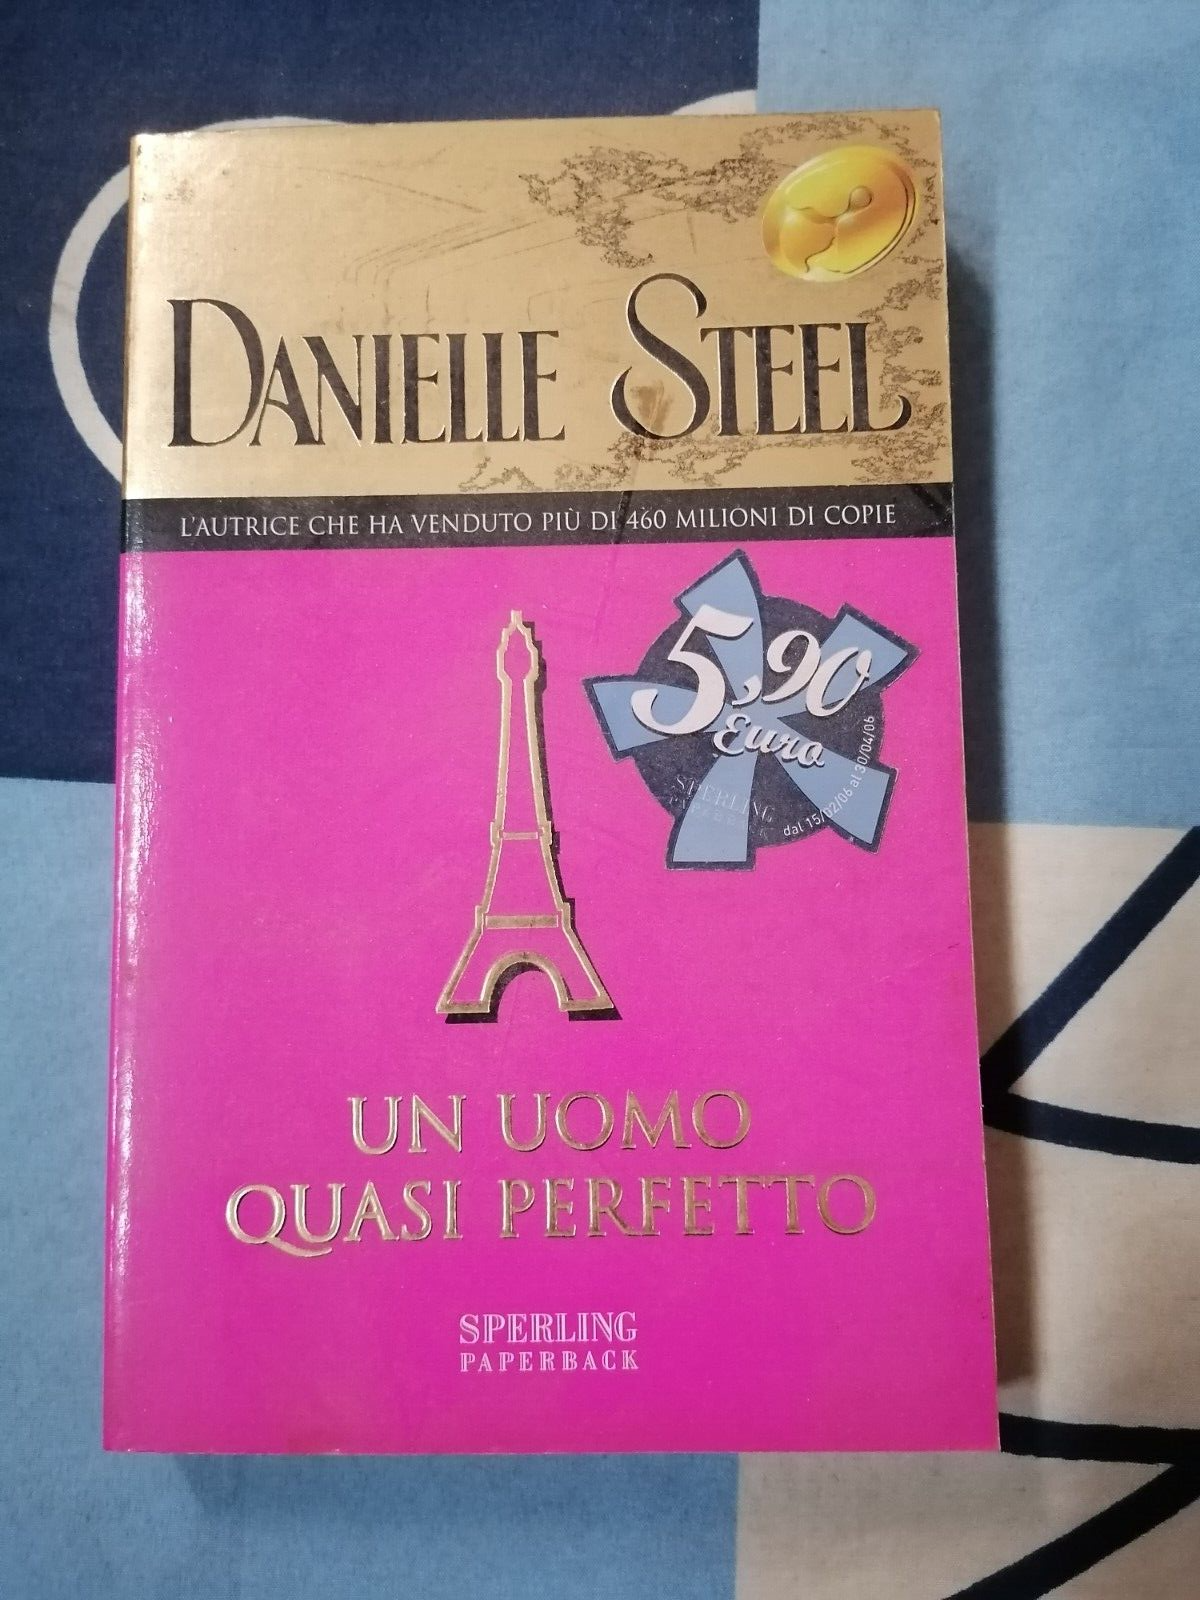 DANIELLE STEEL
L'AUTRICE CHE HA VENDUTO PIÙ DI 460 MILIONI DI COPIE
5,90
Euro
SPERLING
PAPERBACK
dal 15/02/06 al 30/04/06
UN UOMO
QUASI PERFETTO
SPERLING
PAPERBACK